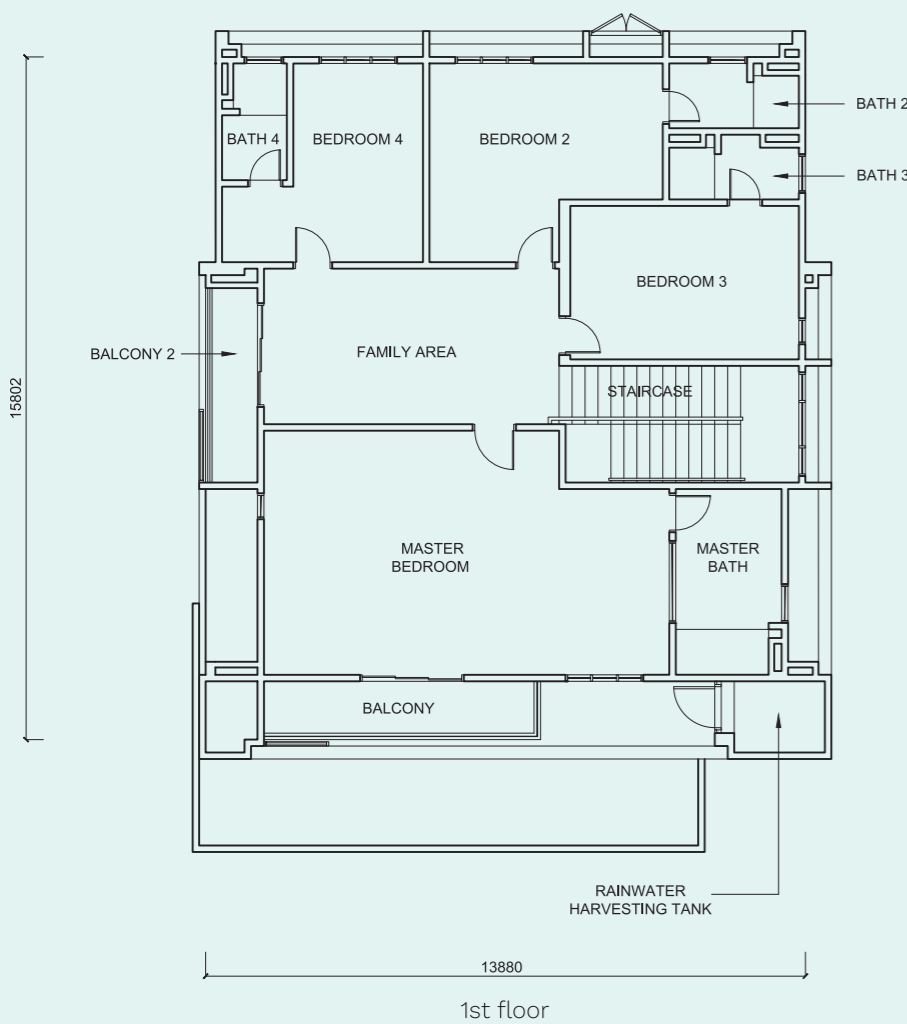 BATH 2
BATH 4
BEDROOM 4
BEDROOM 2
BATH 3
BEDROOM 3
BALCONY 2
FAMILY AREA
15802
STAIRCASE
MASTER
BEDROOM
MASTER
BATH
BALCONY
RAINWATER
HARVESTING TANK
13880
1st floor